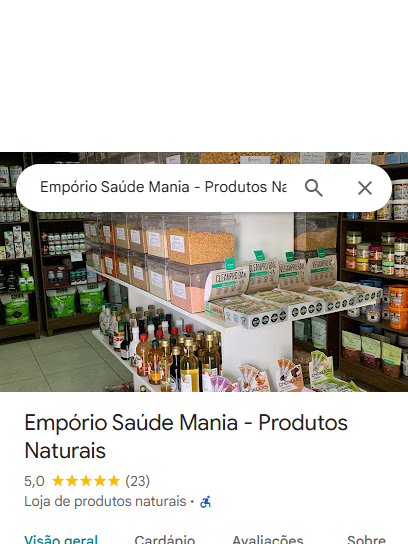 Empório Saúde Mania - Produtos Na
CLEANPROBAR
Empório Saúde Mania - Produtos
Naturais
5,0 ★★★★★ (23)
Loja de produtos naturais ·
Visão geral Cardápio Avaliações Sobre